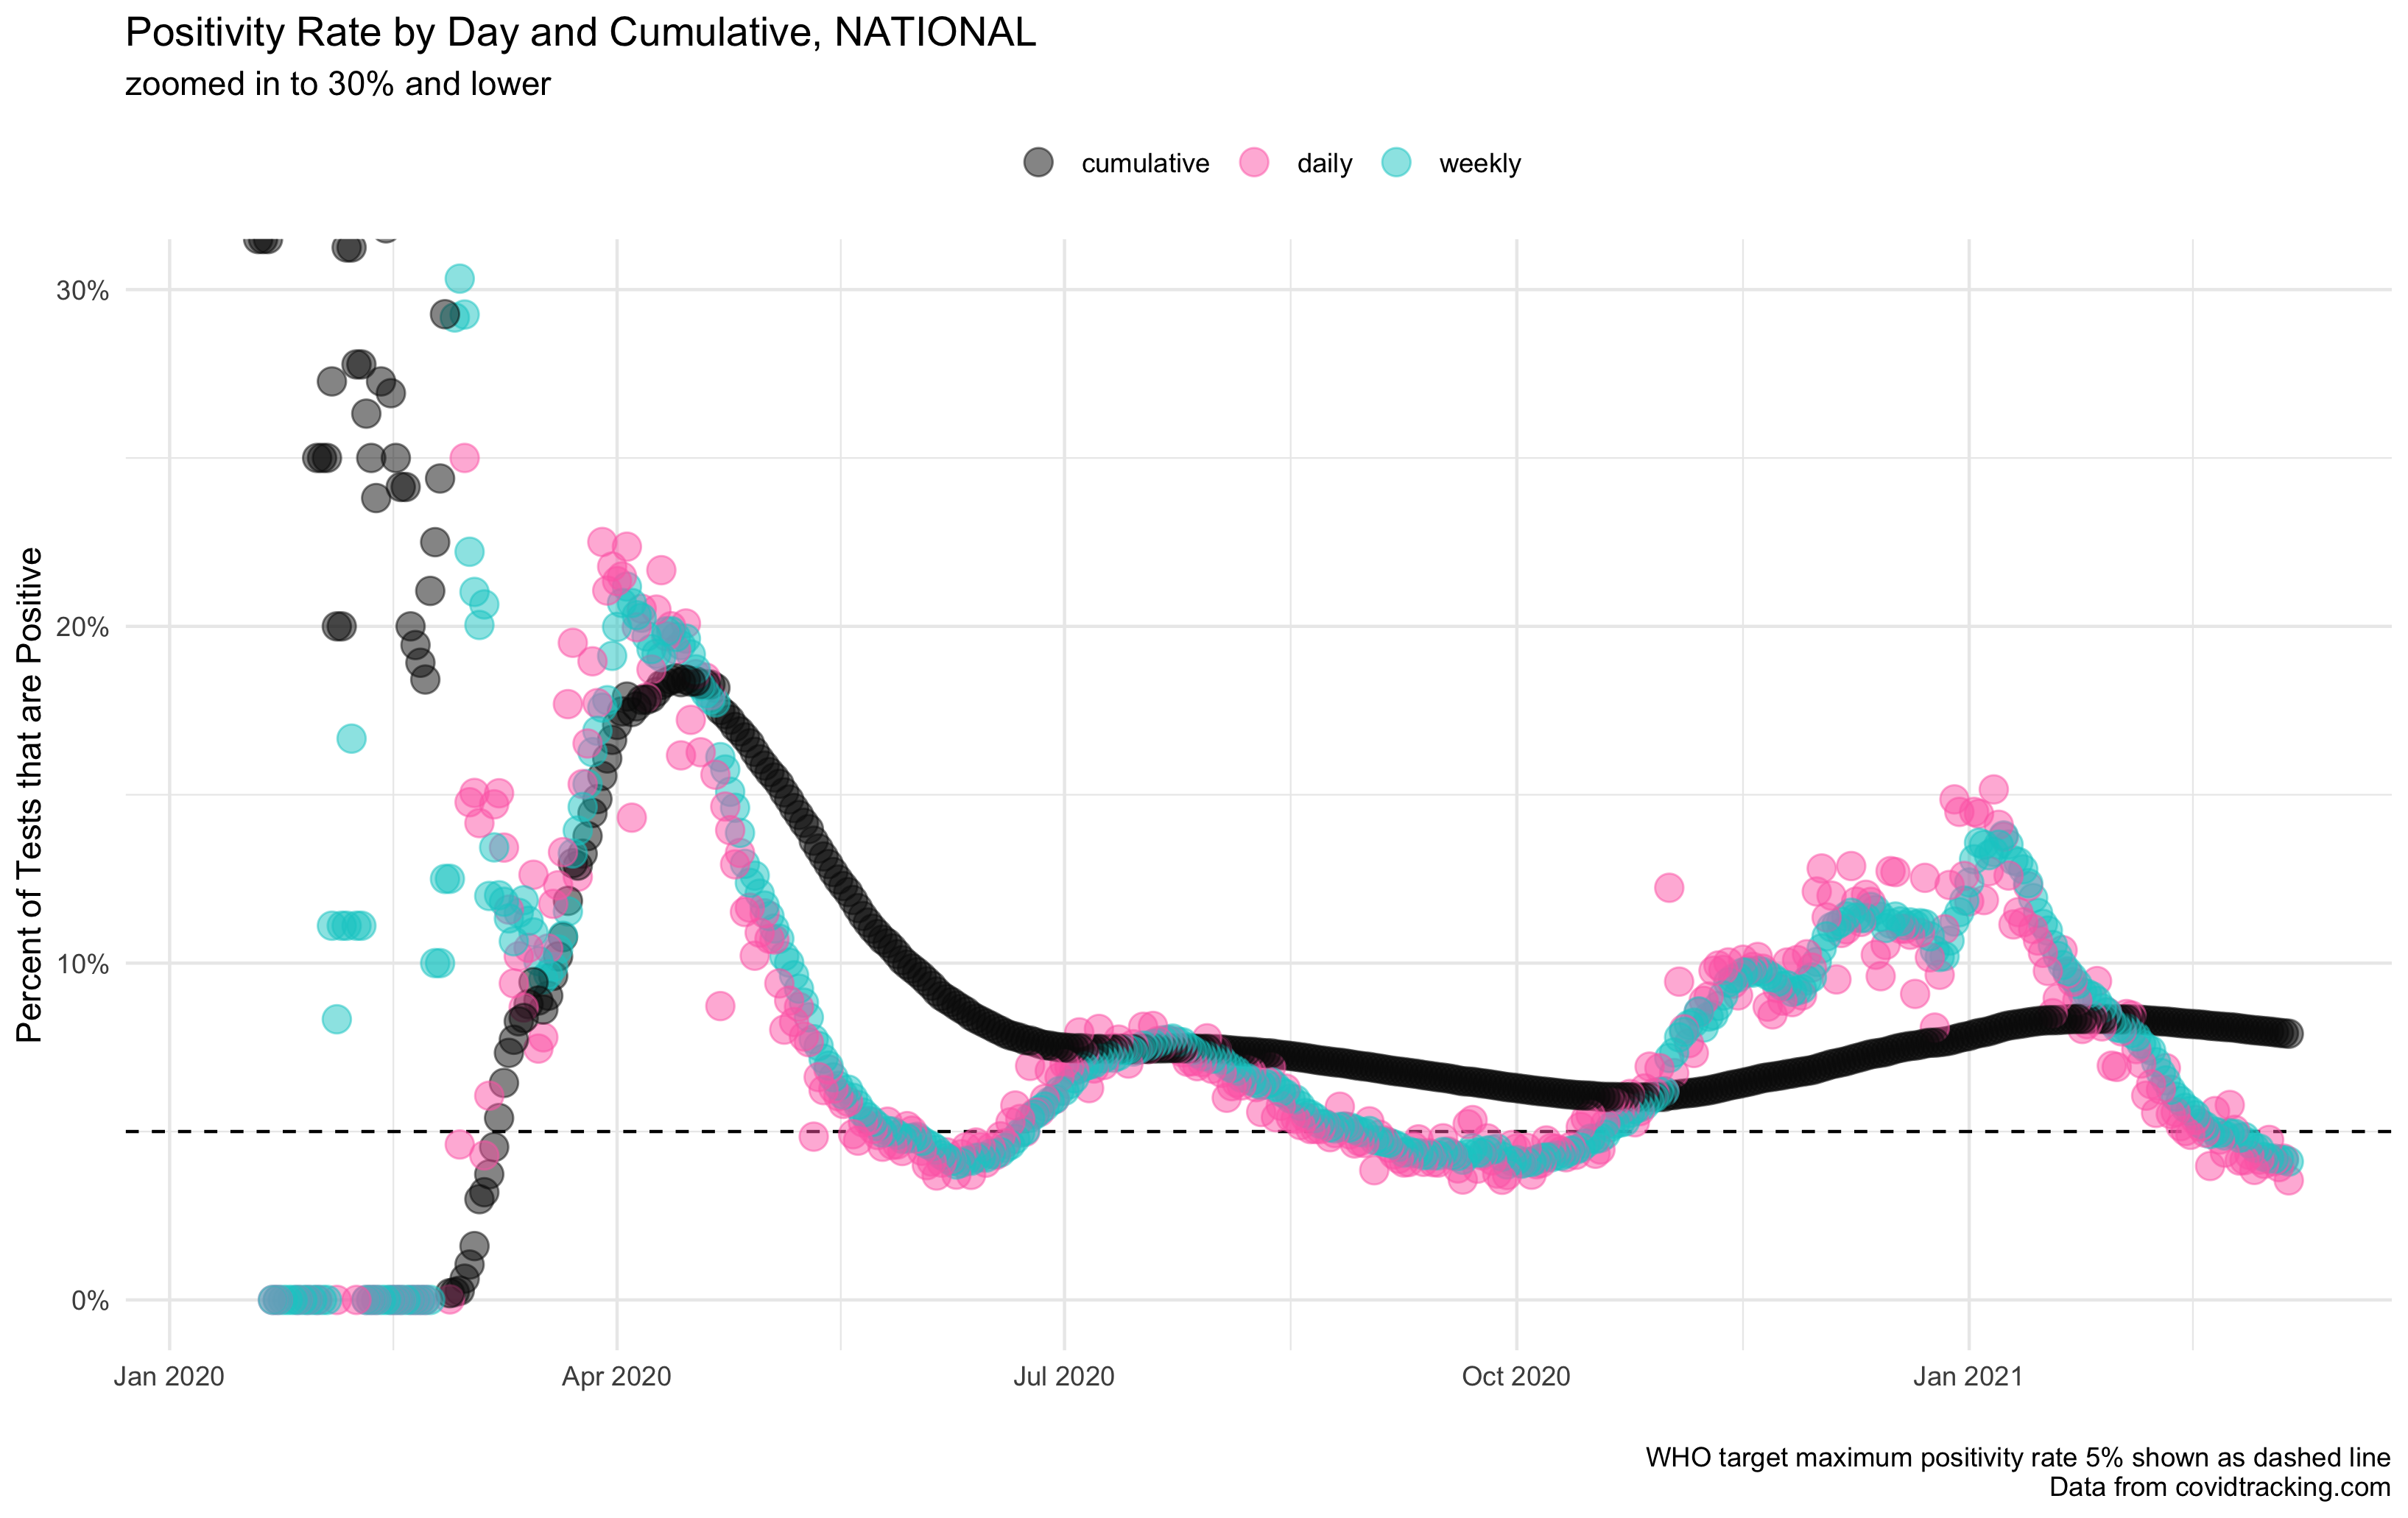 Positivity Rate by Day and Cumulative, NATIONAL
zoomed in to 30% and lower
cumulative daily weekly
Percent of Tests that are Positive
30%
20%
10%
0%
Jan 2020 Apr 2020 Jul 2020 Oct 2020 Jan 2021
WHO target maximum positivity rate 5% shown as dashed line
Data from covidtracking.com